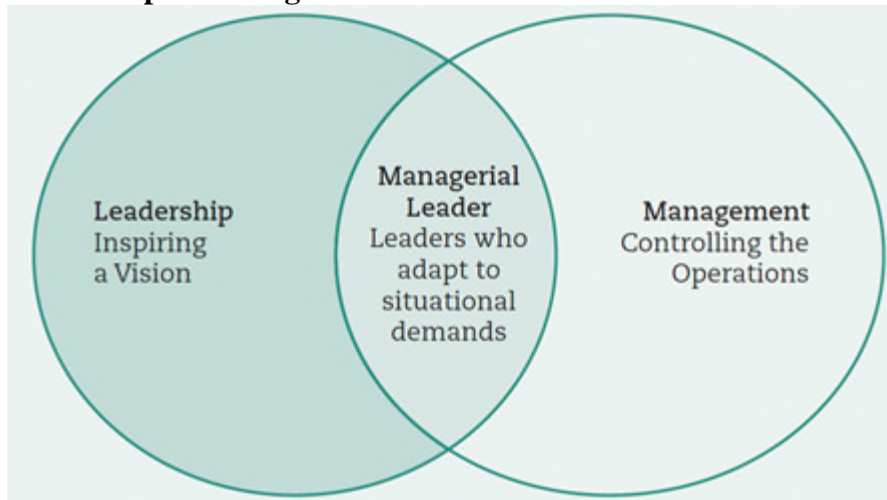 Leadership
Inspiring
a Vision
Managerial
Leader
Leaders who
adapt to
situational
demands
Management
Controlling the
Operations